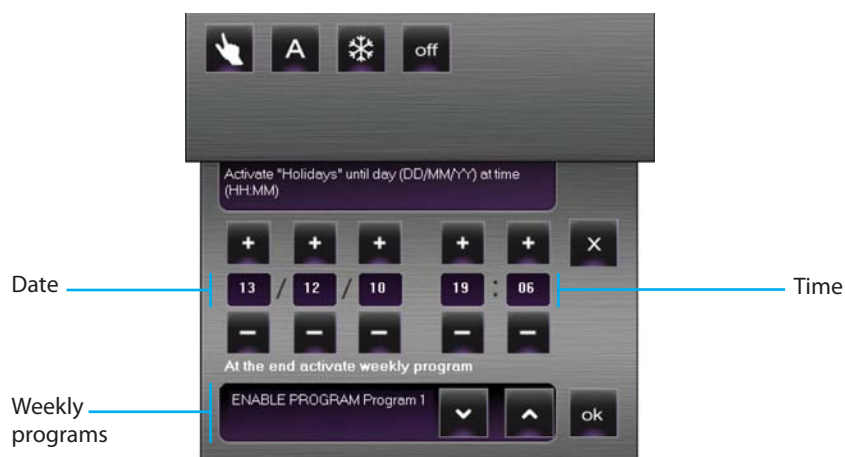 A off
Activate "Holidays" until day (DD/MM/YY) at time
(HH:MM)
+ + + + + X
Date 13 / 12 / 10 19 : 06 Time
− − − − −
At the end activate weekly program
Weekly
programs
ENABLE PROGRAM Program 1 ok